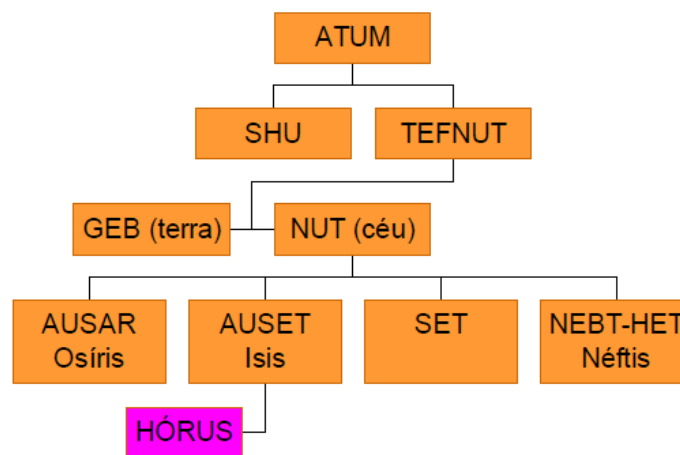 ATUM
SHU
TEFNUT
GEB (terra)
NUT (céu)
AUSAR
Osíris
AUSET
Isis
SET
NEBT-HET
Néftis
HÓRUS